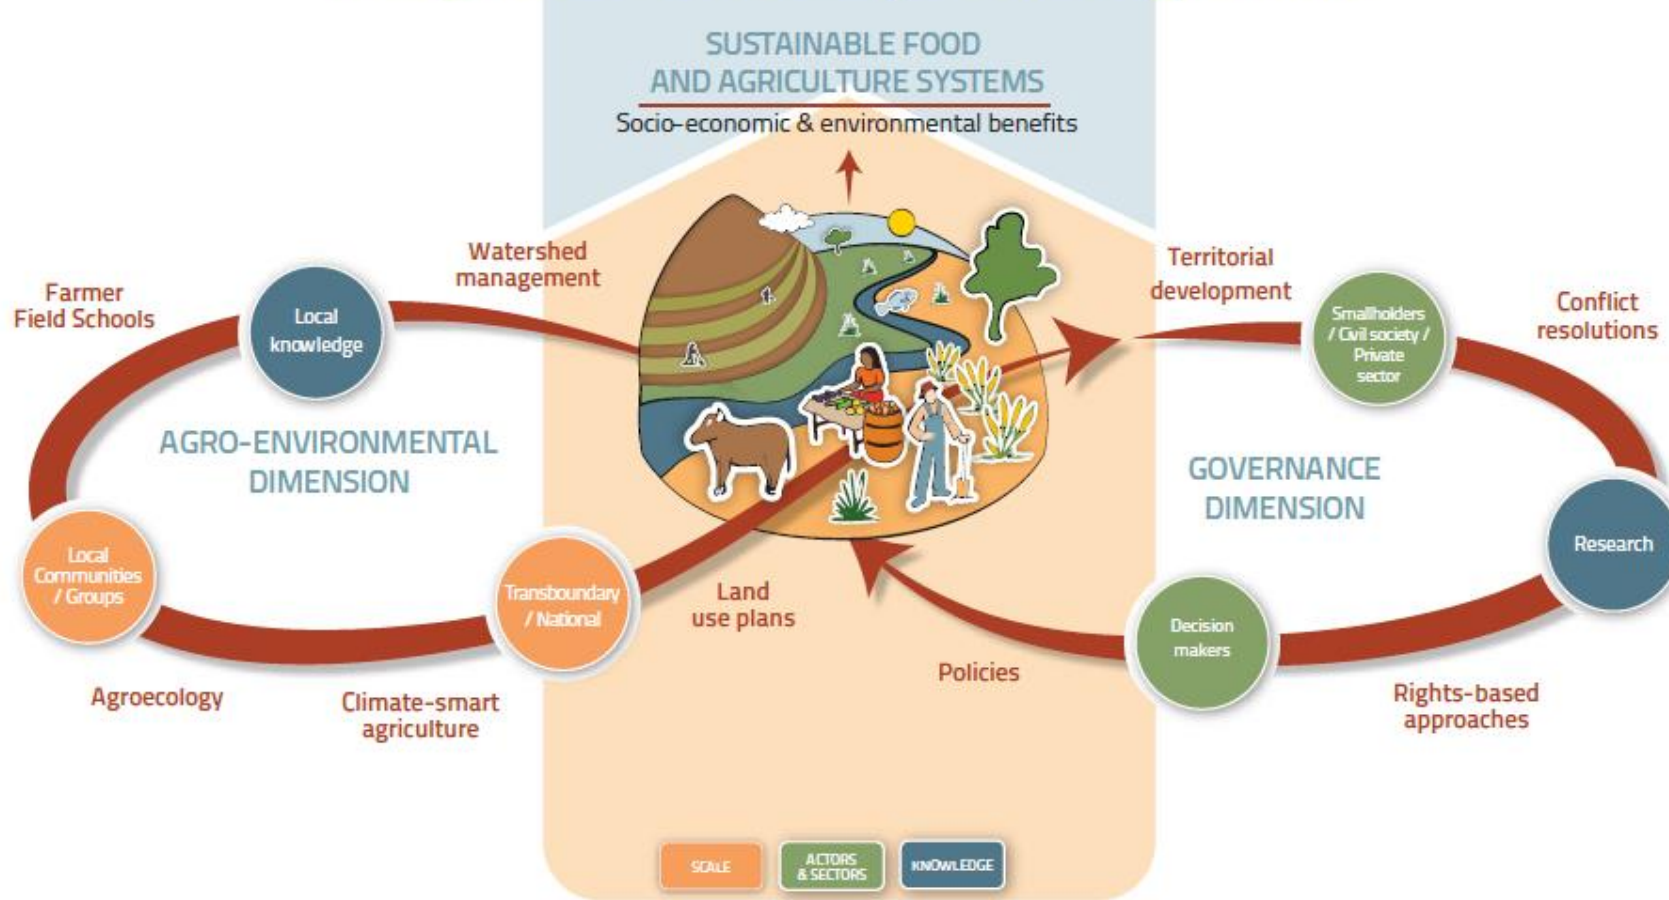 SUSTAINABLE FOOD
AND AGRICULTURE SYSTEMS
Socio-economic & environmental benefits
Watershed
management
Farmer
Field Schools
Local
knowledge
AGRO-ENVIRONMENTAL
DIMENSION
Local
Communities
/ Groups
Transboundary
/ National
Agroecology
Climate-smart
agriculture
Land
use plans
Territorial
development
Smallholders
/ Civil society /
Private
sector
Conflict
resolutions
GOVERNANCE
DIMENSION
Research
Decision
makers
Policies
Rights-based
approaches
SCALE
ACTORS
& SECTORS
KNOWLEDGE